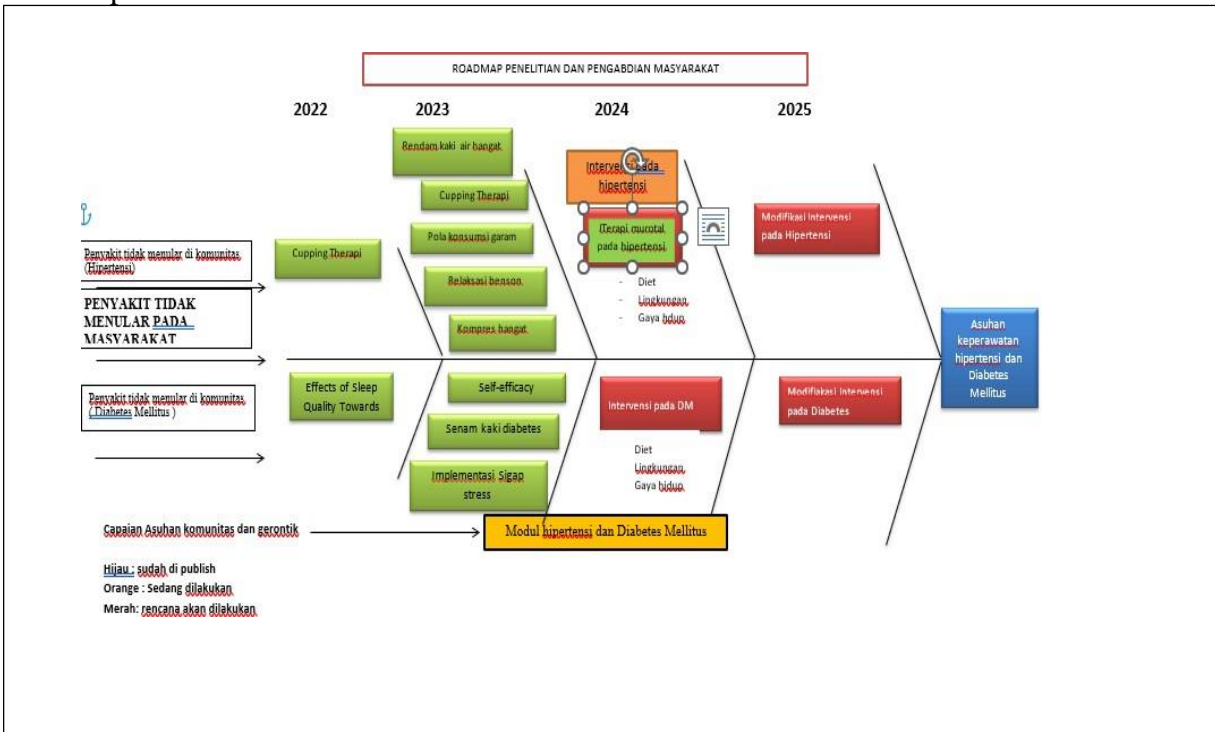 ROADMAP PENELITIAN DAN PENGABDIAN MASYARAKAT
2022
2023
2024
2025
Rendam kaki air hangat
Cupping Therapi
Pola konsumsi garam
Relaksasi benson
Kompres hangat
Intervensi pada
hipertensi
(Terapi murotal
pada hipertensi
- Diet
- Lingkungan
- Gaya hdup
Modifikasi Intervensi
pada Hipertensi
Penyakit tidak menular di komunitas
(Hipertensi)
Cupping Therapi
PENYAKIT TIDAK
MENULAR PADA
MASYARAKAT
Asuhan
keperawatan
hipertensi dan
Diabetes
Mellitus
Penyakit tidak menular di komunitas
( Diabetes Mellitus )
Effects of Sleep
Quality Towards
Self-efficacy
Senam kaki diabetes
Implementasi Sigap
stress
Intervensi pada DM
Diet
Lingkungan
Gaya hidup
Modifiakasi Intervensi
pada Diabetes
Capaian Asuhan komunitas dan gerontik
Modul hipertensi dan Diabetes Mellitus
Hijau : sudah di publish
Orange : Sedang dilakukan
Merah: rencana akan dilakukan